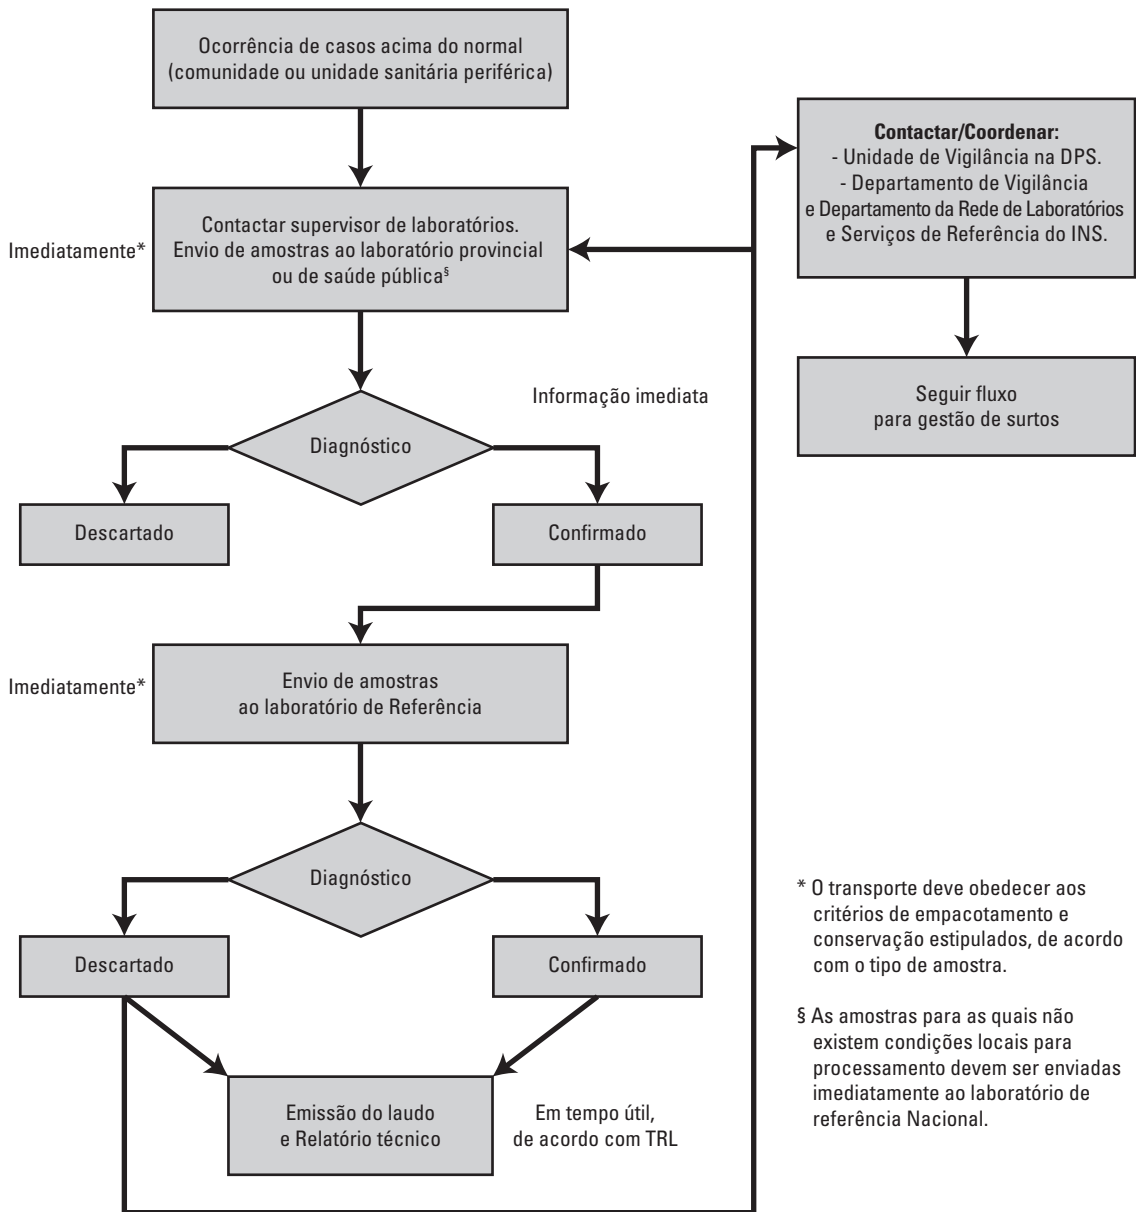 Ocorrência de casos acima do normal
(comunidade ou unidade sanitária periférica)
Imediatamente*
Contactar supervisor de laboratórios.
Envio de amostras ao laboratório provincial
ou de saúde pública§
Contactar/Coordenar:
- Unidade de Vigilância na DPS.
- Departamento de Vigilância
e Departamento da Rede de Laboratórios
e Serviços de Referência do INS.
Seguir fluxo
para gestão de surtos
Informação imediata
Diagnóstico
Descartado
Confirmado
Imediatamente*
Envio de amostras
ao laboratório de Referência
Diagnóstico
Descartado
Confirmado
Emissão do laudo
e Relatório técnico
Em tempo útil,
de acordo com TRL
* O transporte deve obedecer aos
critérios de empacotamento e
conservação estipulados, de acordo
com o tipo de amostra.
§ As amostras para as quais não
existem condições locais para
processamento devem ser enviadas
imediatamente ao laboratório de
referência Nacional.